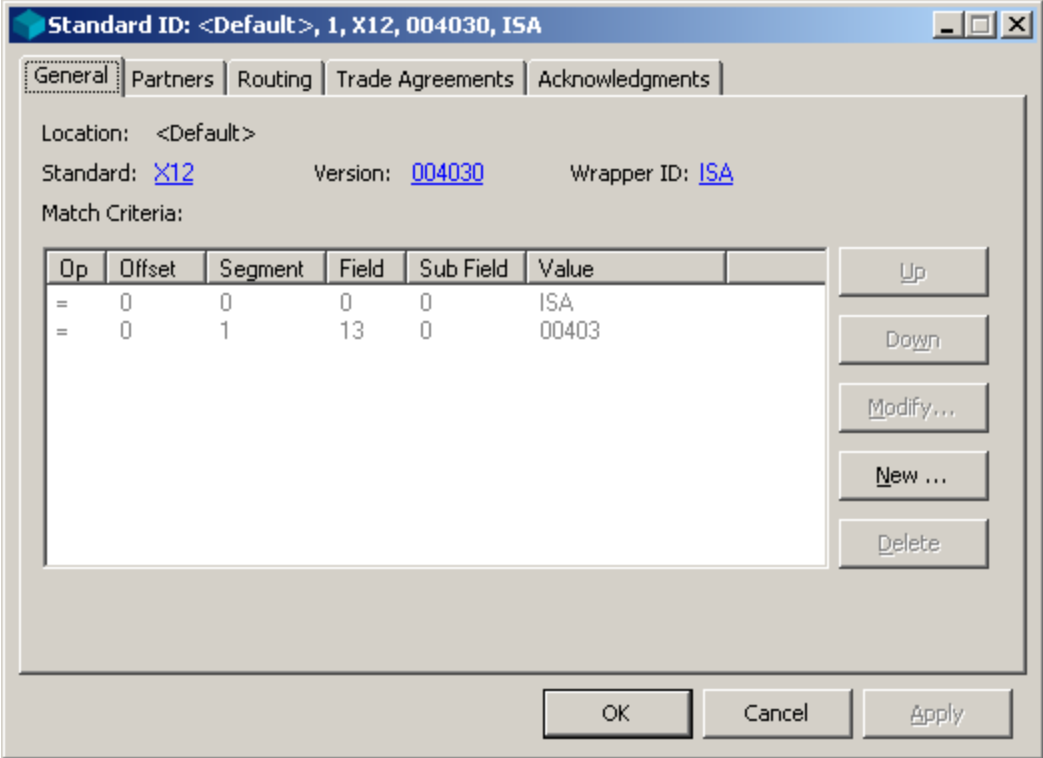 Standard ID: <Default>, 1, X12, 004030, ISA
General Partners Routing Trade Agreements Acknowledgments
Location: <Default>
Standard: X12 Version: 004030 Wrapper ID: ISA
Match Criteria:
Op Offset Segment Field Sub Field Value
= 0 0 0 0 ISA
= 0 1 13 0 00403
Up
Down
Modify...
New ...
Delete
OK Cancel Apply